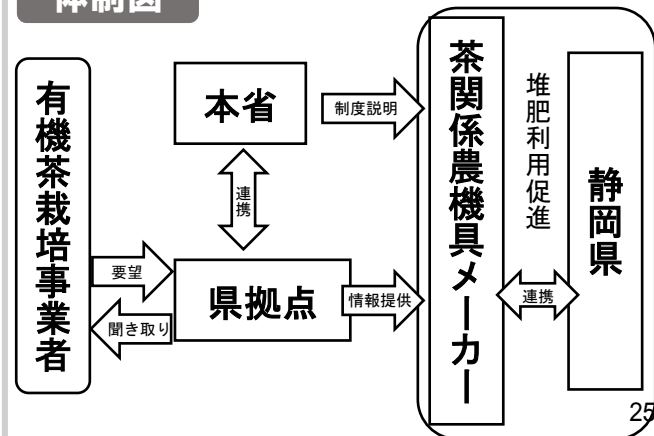 体制図
有機茶栽培事業者
本省
制度説明
連携
要望
聞き取り
県拠点
情報提供
茶関係農機具メーカー
堆肥利用促進
連携
静岡県
25